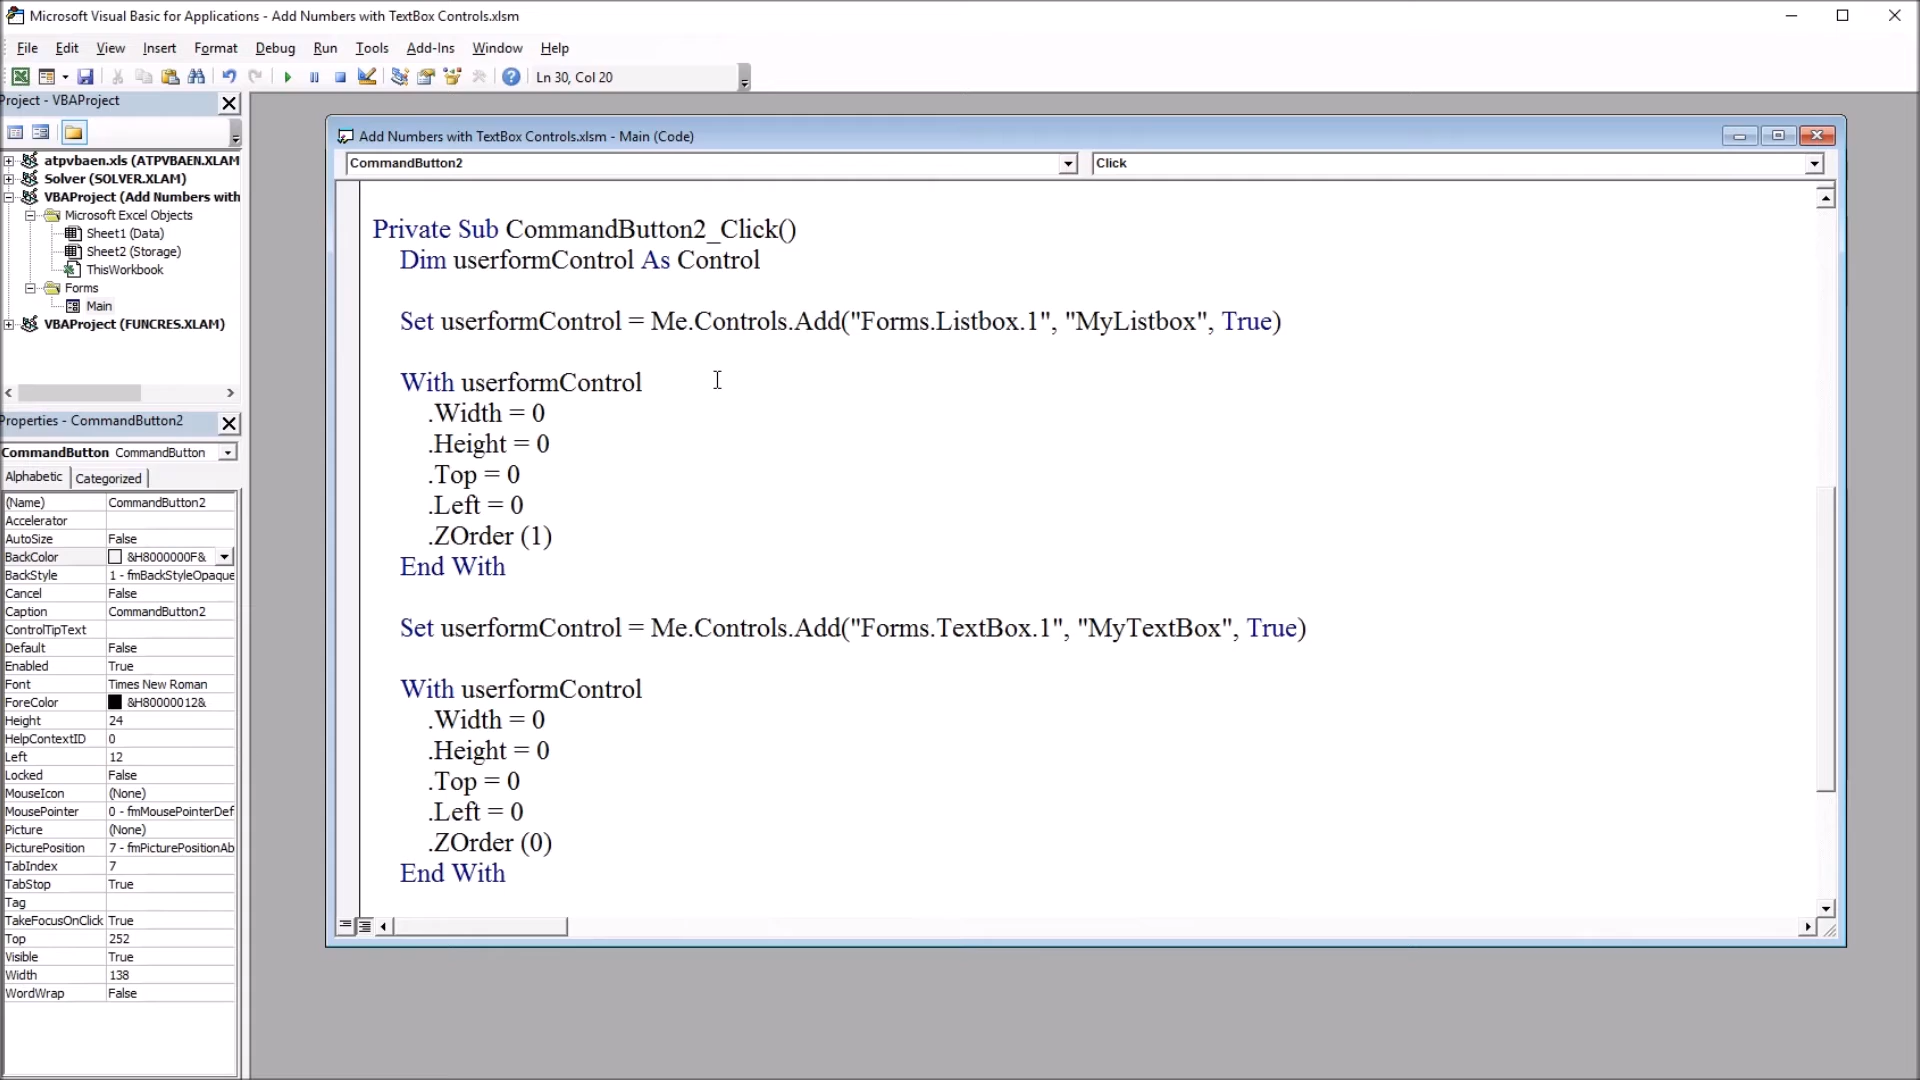 Microsoft Visual Basic for Applications - Add Numbers with TextBox Controls.xlsm
File Edit View Insert Format Debug Run Tools Add-Ins Window Help
Ln 30, Col 20
Project - VBAProject
atpvbaen.xls (ATPVBAEN.XLAM
Solver (SOLVER.XLAM)
VBAProject (Add Numbers with
Microsoft Excel Objects
Sheet1 (Data)
Sheet2 (Storage)
ThisWorkbook
Forms
Main
VBAProject (FUNCRES.XLAM)
Properties - CommandButton2
CommandButton CommandButton
Alphabetic Categorized
(Name) CommandButton2
Accelerator
AutoSize False
BackColor &H8000000F&
BackStyle 1 - fmBackStyleOpaque
Cancel False
Caption CommandButton2
ControlTipText
Default False
Enabled True
Font Times New Roman
ForeColor &H80000012&
Height 24
HelpContextID 0
Left 12
Locked False
MouseIcon (None)
MousePointer 0 - fmMousePointerDef
Picture (None)
PicturePosition 7 - fmPicturePositionAb
TabIndex 7
TabStop True
Tag
TakeFocusOnClick True
Top 252
Visible True
Width 138
WordWrap False
Add Numbers with TextBox Controls.xlsm - Main (Code)
CommandButton2 Click
Private Sub CommandButton2_Click()
Dim userformControl As Control
Set userformControl = Me.Controls.Add("Forms.Listbox.1", "MyListbox", True)
With userformControl
.Width = 0
.Height = 0
.Top = 0
.Left = 0
.ZOrder (1)
End With
Set userformControl = Me.Controls.Add("Forms.TextBox.1", "MyTextBox", True)
With userformControl
.Width = 0
.Height = 0
.Top = 0
.Left = 0
.ZOrder (0)
End With